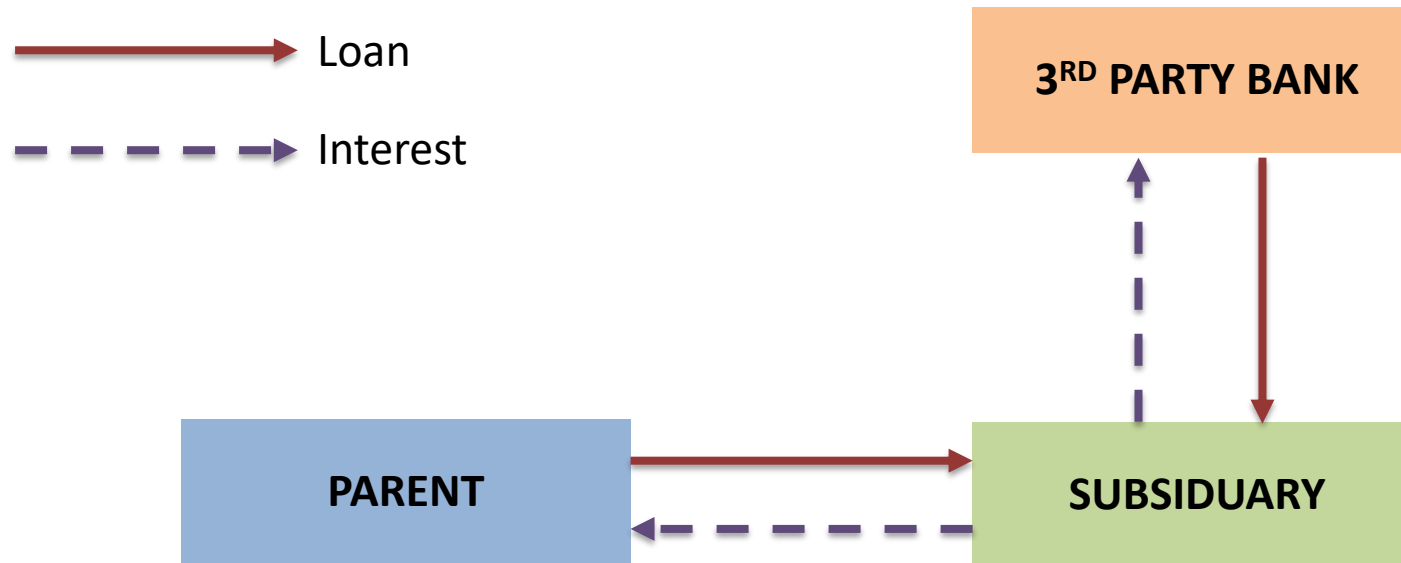 Loan
Interest
3RD PARTY BANK
PARENT
SUBSIDUARY